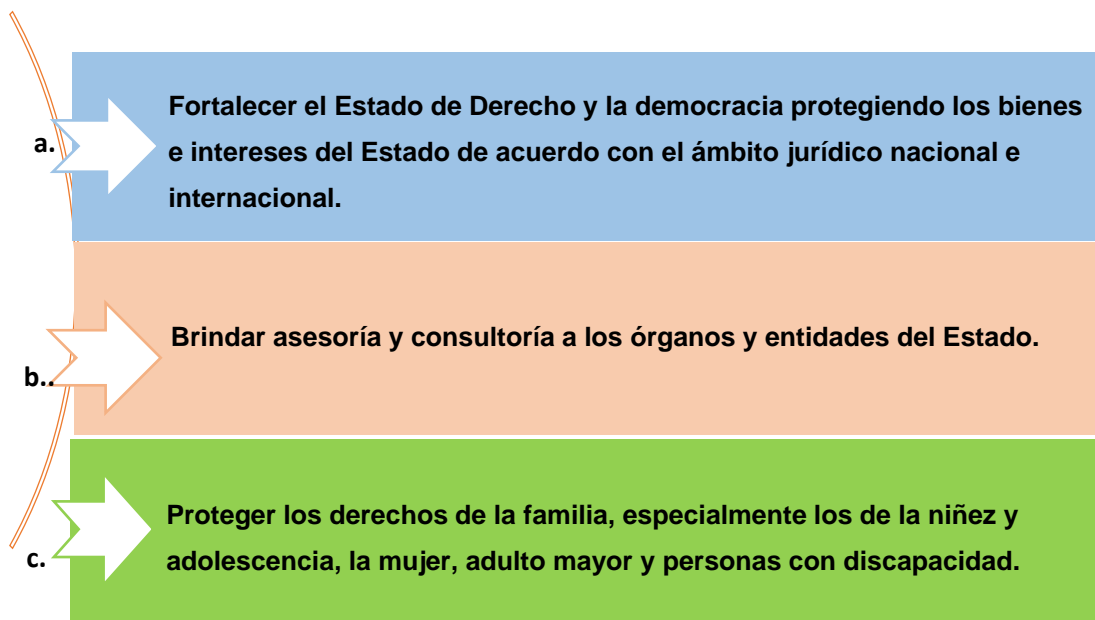 a.
Fortalecer el Estado de Derecho y la democracia protegiendo los bienes
e intereses del Estado de acuerdo con el ámbito jurídico nacional e
internacional.
b..
Brindar asesoría y consultoría a los órganos y entidades del Estado.
c.
Proteger los derechos de la familia, especialmente los de la niñez y
adolescencia, la mujer, adulto mayor y personas con discapacidad.